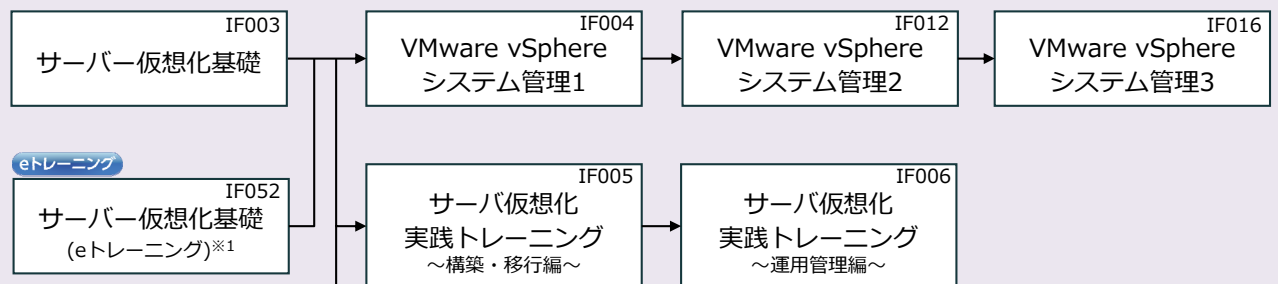 IF003
サーバー仮想化基礎
IF004
VMware vSphere
システム管理1
IF012
VMware vSphere
システム管理2
IF016
VMware vSphere
システム管理3
eトレーニング
IF052
サーバー仮想化基礎
(eトレーニング)※1
IF005
サーバ仮想化
実践トレーニング
～構築・移行編～
IF006
サーバ仮想化
実践トレーニング
～運用管理編～